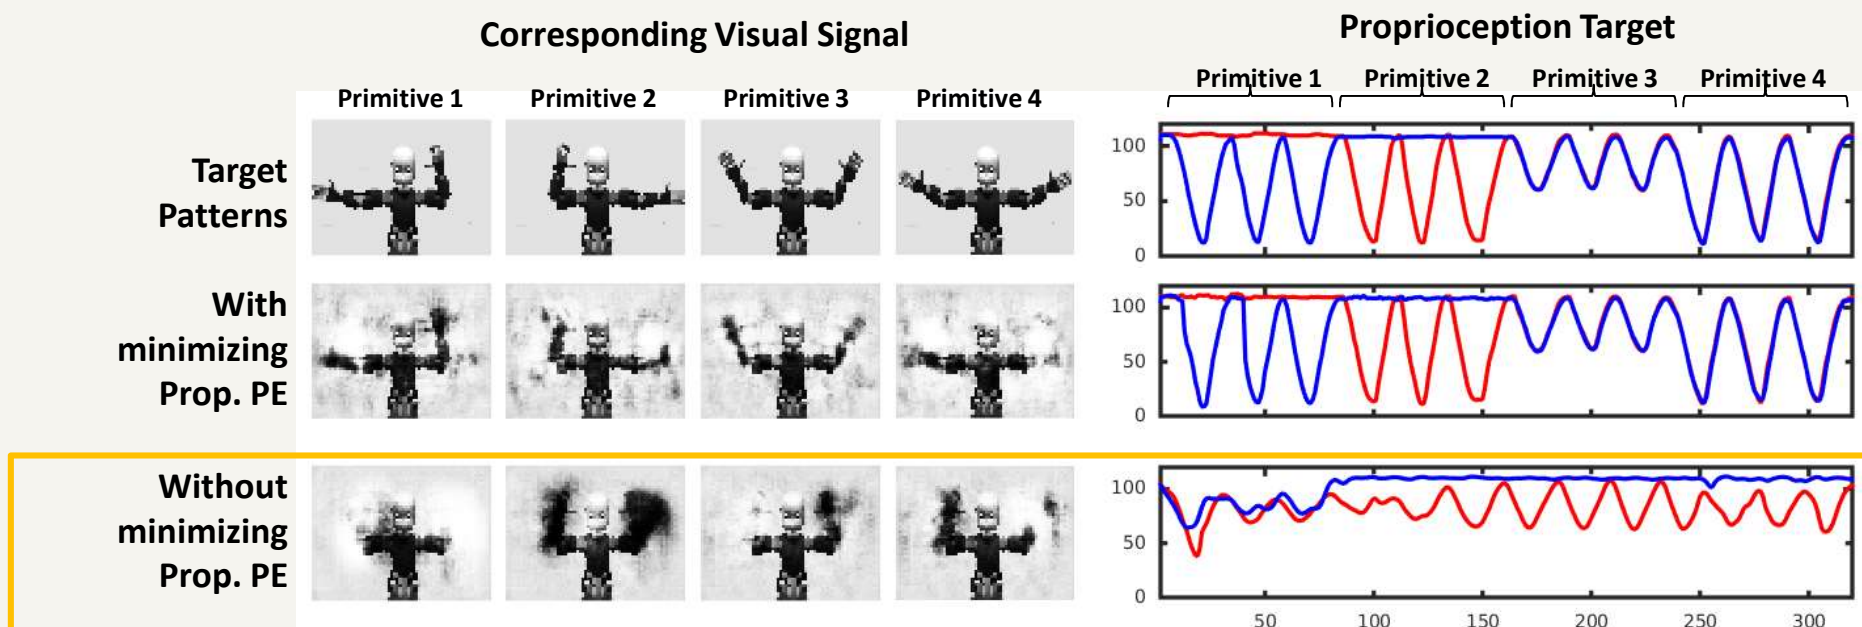 Corresponding Visual Signal
Proprioception Target
Primitive 1 Primitive 2 Primitive 3 Primitive 4
Primitive 1 Primitive 2 Primitive 3 Primitive 4
Target
Patterns
100
50
0
With
minimizing
Prop. PE
100
50
0
Without
minimizing
Prop. PE
100
50
0
50 100 150 200 250 300